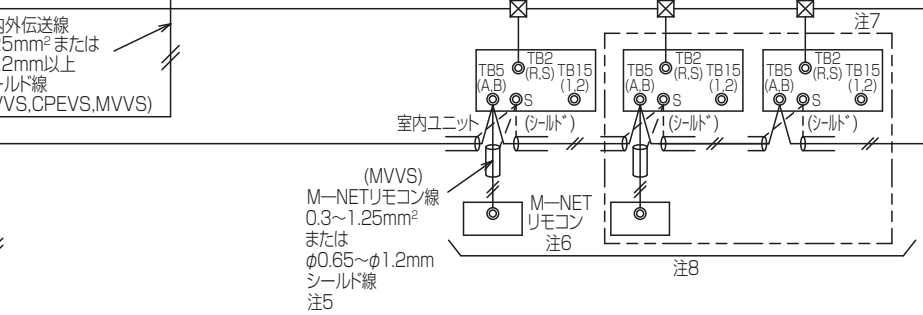 内外伝送線
25mm² または
.2mm以上
ールド線
VVS,CPEVS,MVVS)
注7
TB5
(A,B)
TB2
(R,S)
TB15
(1,2)
S
TB5
(A,B)
TB2
(R,S)
TB15
(1,2)
S
TB5
(A,B)
TB2
(R,S)
TB15
(1,2)
S
室内ユニット
(シールド)
(シールド)
(シールド)
(MVVS)
M―NETリモコン線
0.3~1.25mm²
または
φ0.65~φ1.2mm
シールド線
注5
M―NET
リモコン
注6
注8